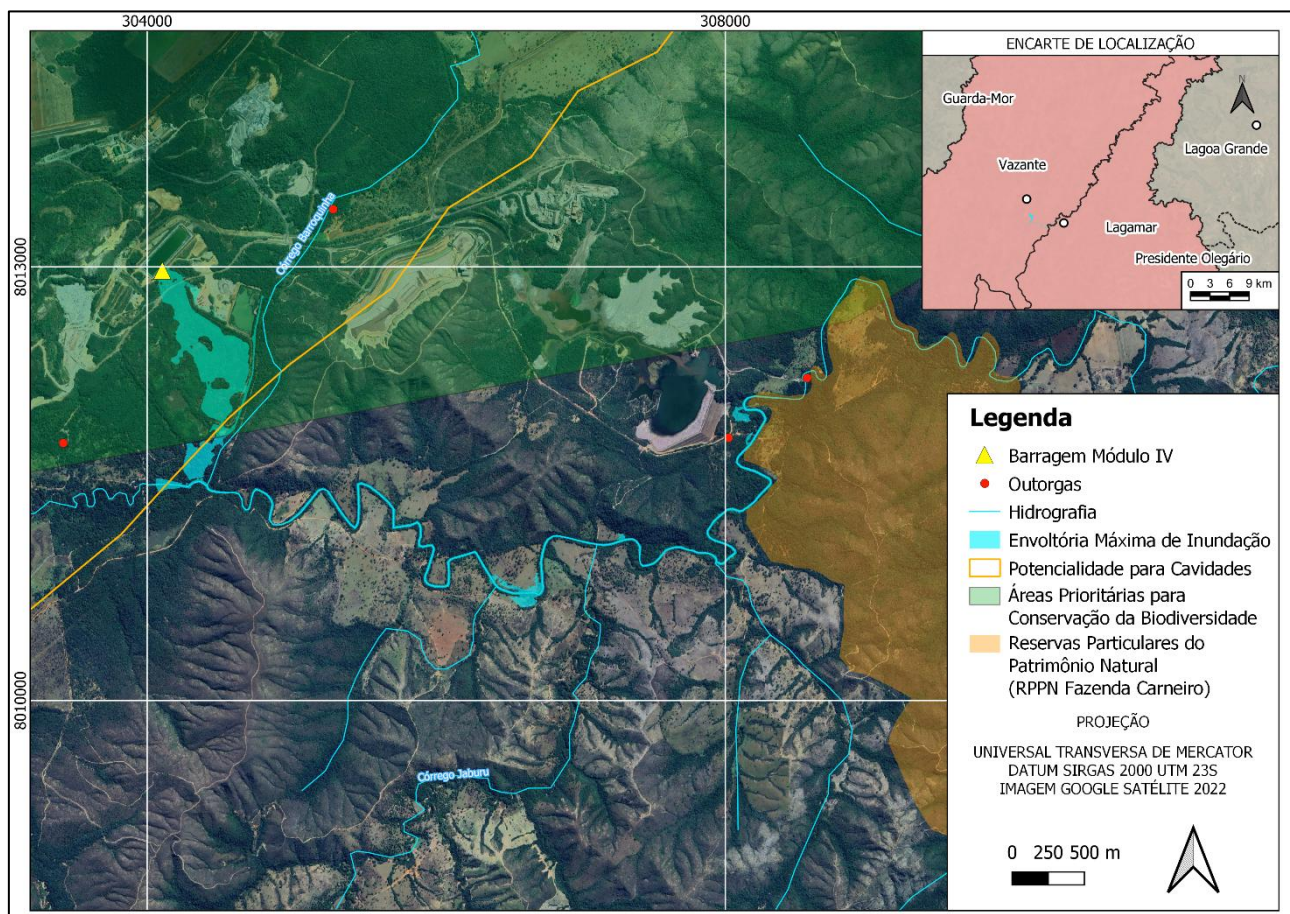 304000
308000
8013000
8010000
Córrego Barroquinha
Córrego Jaburu
ENCARTE DE LOCALIZAÇÃO
Guarda-Mor
N
Lagoa Grande
Vazante
Lagamar
Presidente Olegário
0 3 6 9 km
Legenda
Barragem Módulo IV
Outorgas
Hidrografia
Envoltória Máxima de Inundação
Potencialidade para Cavidades
Áreas Prioritárias para
Conservação da Biodiversidade
Reservas Particulares do
Patrimônio Natural
(RPPN Fazenda Carneiro)
PROJEÇÃO
UNIVERSAL TRANSVERSA DE MERCATOR
DATUM SIRGAS 2000 UTM 23S
IMAGEM GOOGLE SATÉLITE 2022
0 250 500 m